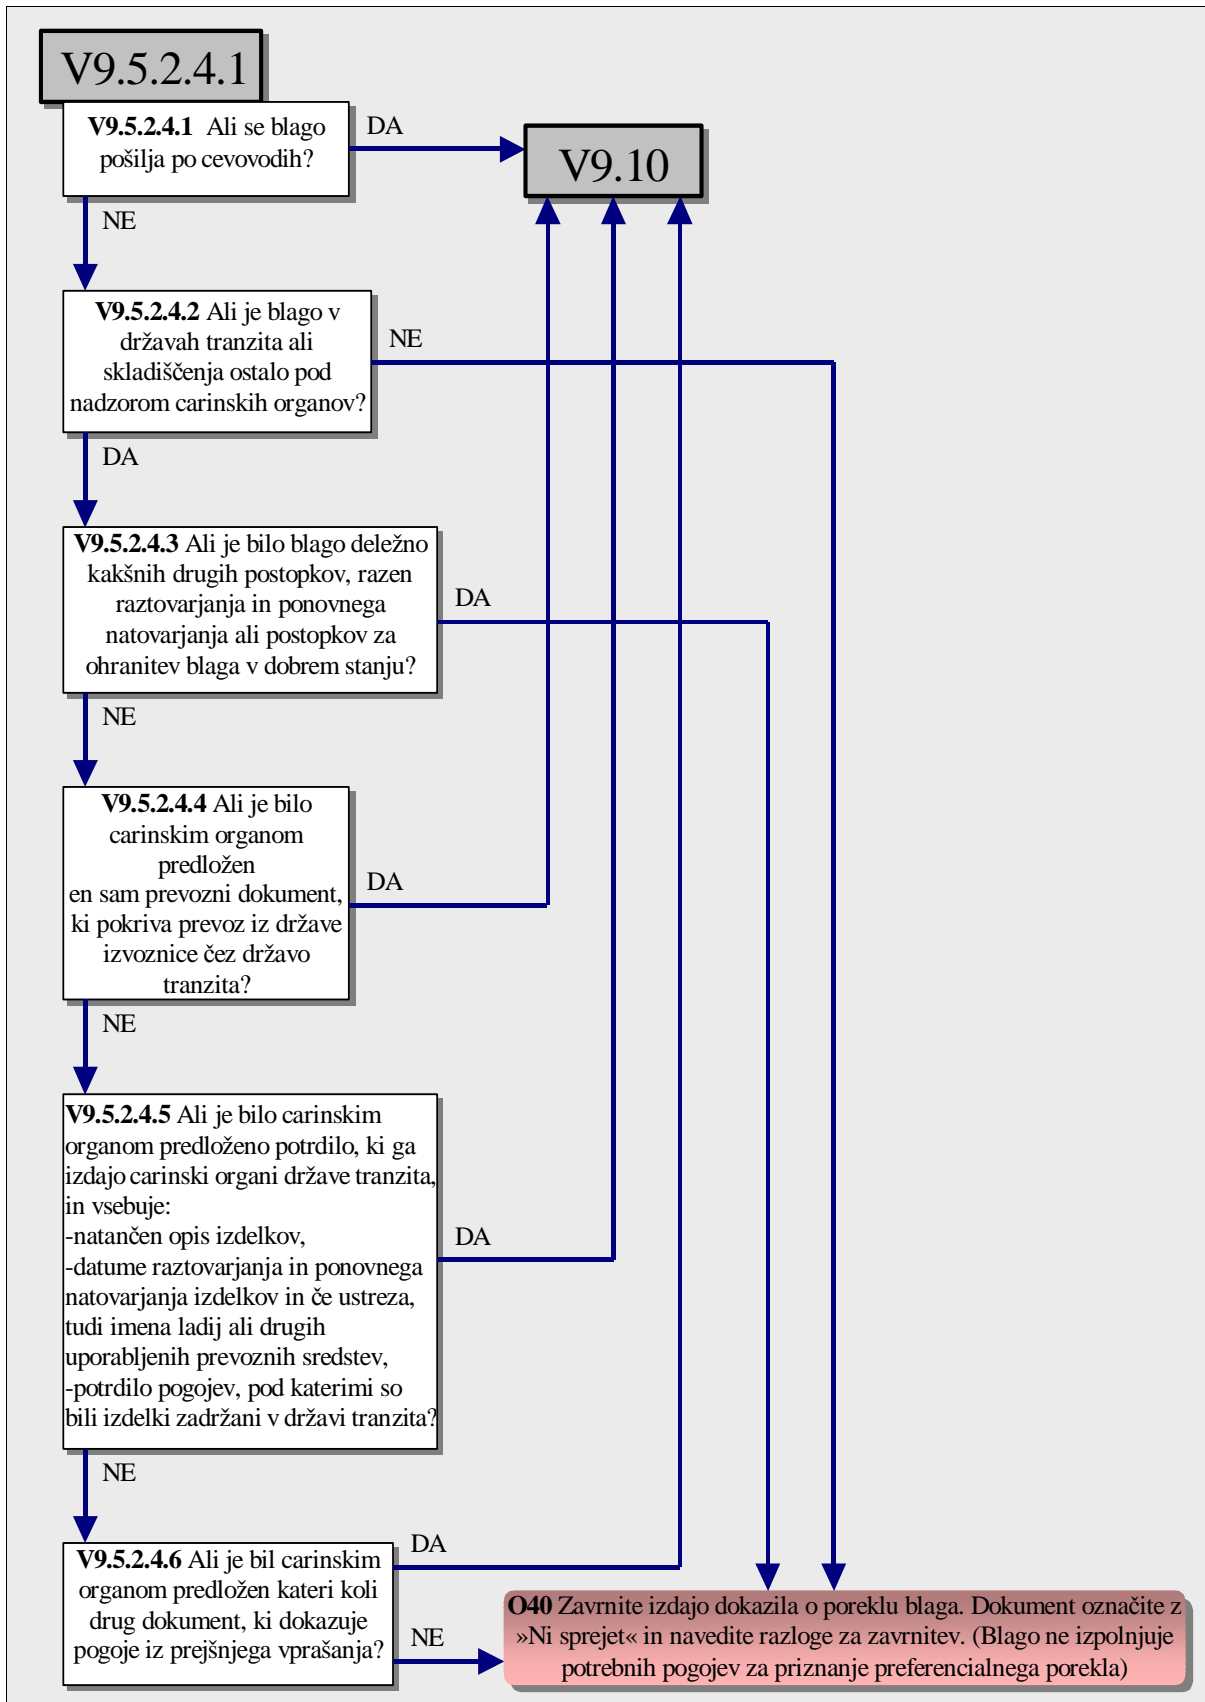 V9.5.2.4.1
V9.5.2.4.1 Ali se blago
pošilja po cevovodih?
DA
V9.10
NE
V9.5.2.4.2 Ali je blago v
državah tranzita ali
skladiščenja ostalo pod
nadzorom carinskih organov?
NE
DA
V9.5.2.4.3 Ali je bilo blago deležno
kakšnih drugih postopkov, razen
raztovarjanja in ponovnega
natovarjanja ali postopkov za
ohranitev blaga v dobrem stanju?
DA
NE
V9.5.2.4.4 Ali je bilo
carinskim organom
predložen
en sam prevozni dokument,
ki pokriva prevoz iz države
izvoznice čez državo
tranzita?
DA
NE
V9.5.2.4.5 Ali je bilo carinskim
organom predloženo potrdilo, ki ga
izdajo carinski organi države tranzita,
in vsebuje:
-natančen opis izdelkov,
-datume raztovarjanja in ponovnega
natovarjanja izdelkov in če ustreza,
tudi imena ladij ali drugih
uporabljenih prevoznih sredstev,
-potrdilo pogojev, pod katerimi so
bili izdelki zadržani v državi tranzita?
DA
NE
V9.5.2.4.6 Ali je bil carinskim
organom predložen kateri koli
drug dokument, ki dokazuje
pogoje iz prejšnjega vprašanja?
DA
NE
O40 Zavrnite izdajo dokazila o poreklu blaga. Dokument označite z
»Ni sprejet« in navedite razloge za zavrnitev. (Blago ne izpolnjuje
potrebnih pogojev za priznanje preferencialnega porekla)